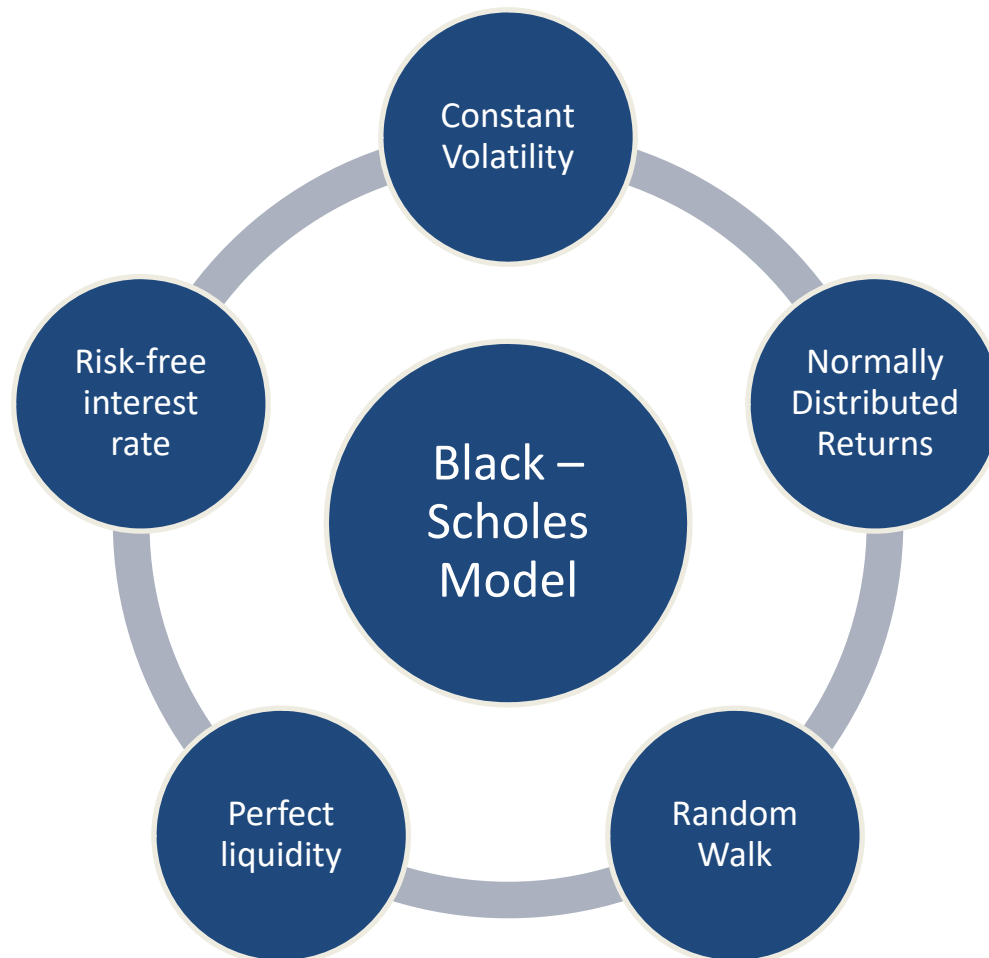 Constant
Volatility
Normally
Distributed
Returns
Random
Walk
Perfect
liquidity
Risk-free
interest
rate
Black –
Scholes
Model